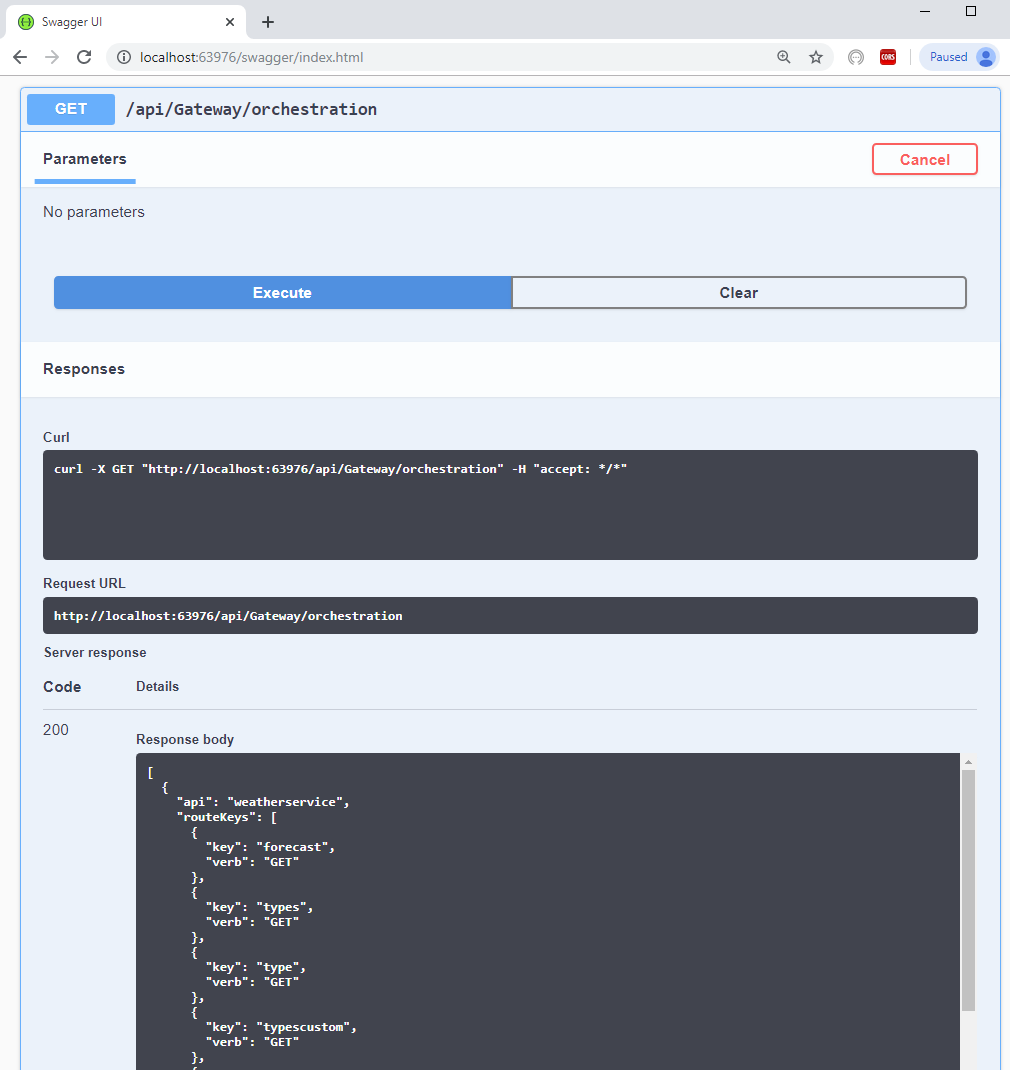 Swagger UI
localhost:63976/swagger/index.html
CORS
Paused
GET /api/Gateway/orchestration
Parameters
Cancel
No parameters
Execute
Clear
Responses
Curl
curl -X GET "http://localhost:63976/api/Gateway/orchestration" -H "accept: */*"
Request URL
http://localhost:63976/api/Gateway/orchestration
Server response
Code Details
200
Response body
[
{
"api": "weatherservice",
"routeKeys": [
{
"key": "forecast",
"verb": "GET"
},
{
"key": "types",
"verb": "GET"
},
{
"key": "type",
"verb": "GET"
},
{
"key": "typescustom",
"verb": "GET"
},
{